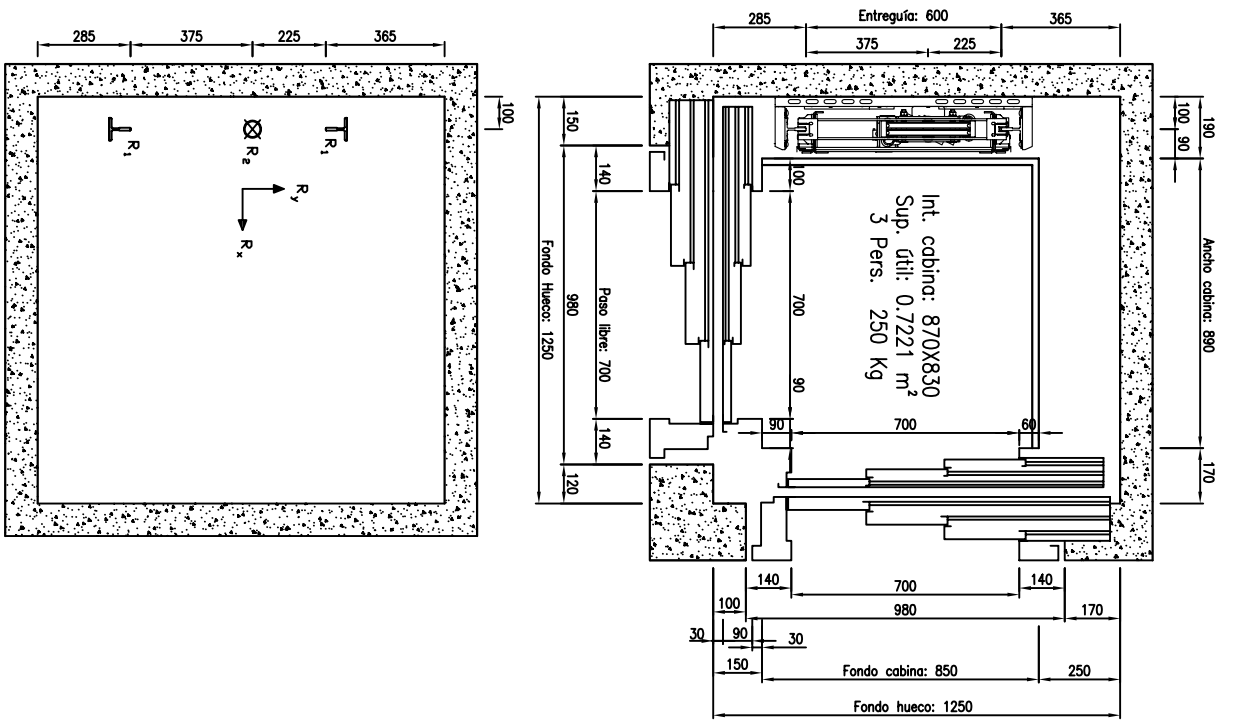 285
375
225
365
100
R1
R2
R1
Ry
Rx
285
Entreguía: 600
365
375
225
150
140
100
100
90
190
Int. cabina: 870X830
Sup. útil: 0.7221 m²
3 Pers. 250 Kg
Fondo Hueco: 1250
980
Paso libre: 700
700
90
Ancho cabina: 890
140
120
90
700
60
170
140
700
140
100
980
170
30
90
30
150
Fondo cabina: 850
250
Fondo hueco: 1250